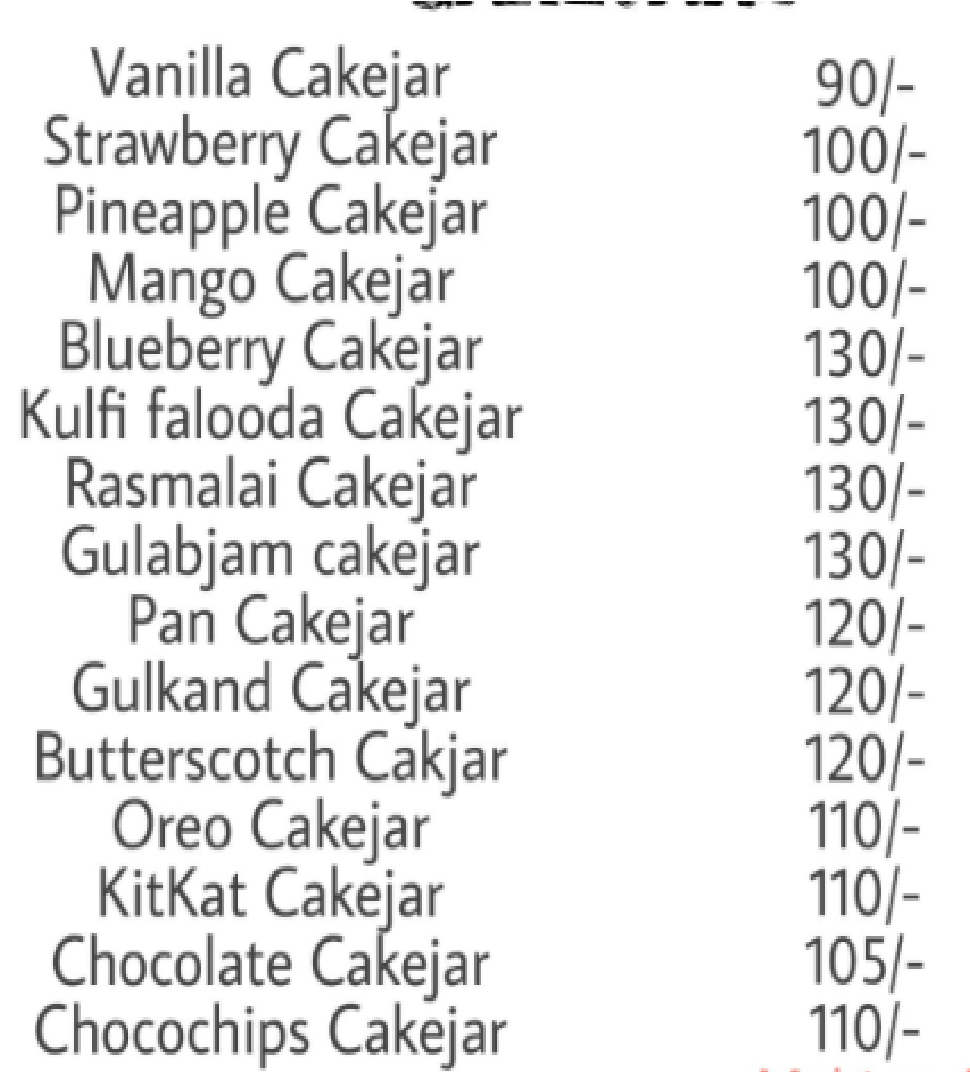 Vanilla Cakejar 90/-
Strawberry Cakejar 100/-
Pineapple Cakejar 100/-
Mango Cakejar 100/-
Blueberry Cakejar 130/-
Kulfi falooda Cakejar 130/-
Rasmalai Cakejar 130/-
Gulabjam cakejar 130/-
Pan Cakejar 120/-
Gulkand Cakejar 120/-
Butterscotch Cakjar 120/-
Oreo Cakejar 110/-
KitKat Cakejar 110/-
Chocolate Cakejar 105/-
Chocochips Cakejar 110/-